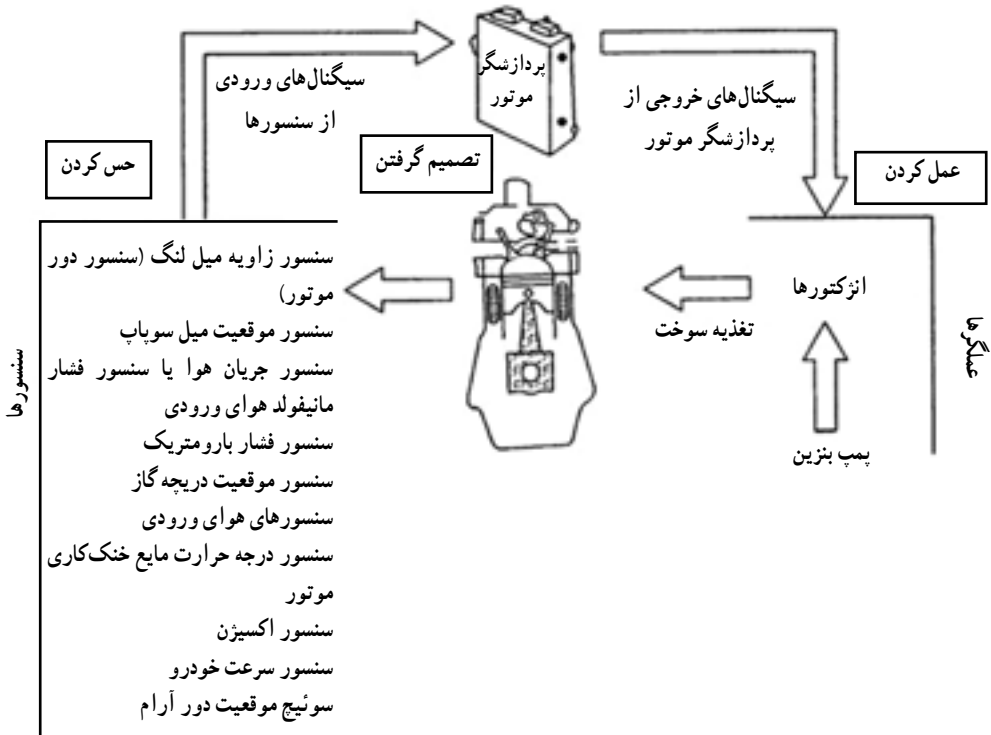 پردازشگر
موتور
سیگنال‌های ورودی
از سنسورها
سیگنال‌های خروجی از
پردازشگر موتور
حس کردن
تصمیم گرفتن
عمل کردن
سنسور زاویه میل لنگ (سنسور دور
موتور)
سنسور موقعیت میل سوپاپ
سنسور جریان هوا یا سنسور فشار
مانیفولد هوای ورودی
سنسور فشار بارومتریک
سنسور موقعیت دریچه گاز
سنسورهای هوای ورودی
سنسور درجه حرارت مایع خنک‌کاری
موتور
سنسور اکسیژن
سنسور سرعت خودرو
سوئیچ موقعیت دور آرام
سنسورها
تغذیه سوخت
انژکتورها
پمپ بنزین
عملگرها